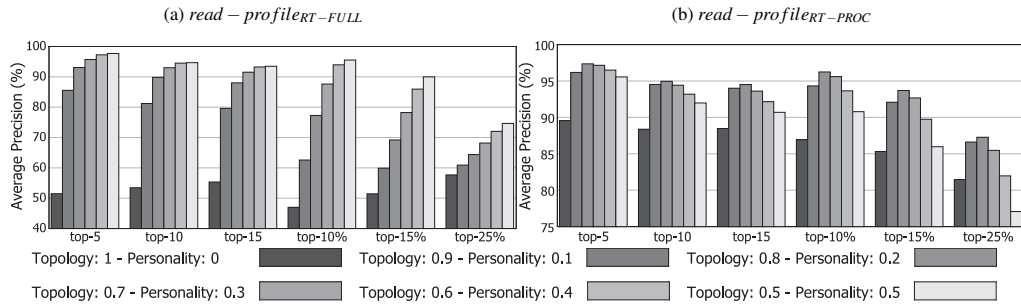 (a) read − profileRT−FULL
(b) read − profileRT−PROC
Average Precision (%)
100
90
80
70
60
50
40
top-5 top-10 top-15 top-10% top-15% top-25%
Average Precision (%)
100
95
90
85
80
75
top-5 top-10 top-15 top-10% top-15% top-25%
Topology: 1 - Personality: 0
Topology: 0.9 - Personality: 0.1
Topology: 0.8 - Personality: 0.2
Topology: 0.7 - Personality: 0.3
Topology: 0.6 - Personality: 0.4
Topology: 0.5 - Personality: 0.5